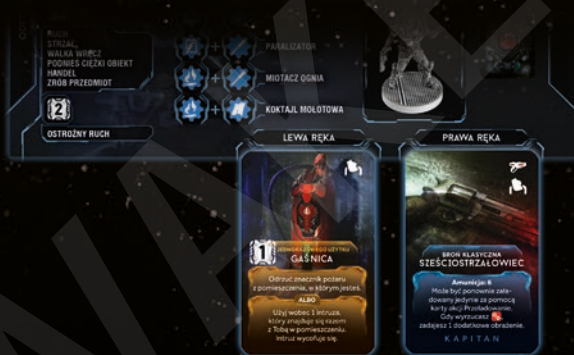 RUCH
STRZAŁ,
WALKA WRĘCZ
PODNIEŚ CIĘŻKI OBIEKT
HANDEL
ZRÓB PRZEDMIOT
2
OSTROŻNY RUCH
+ PARALIZATOR
+ MIOTACZ OGNIA
+ KOKTAJL MOŁOTOWA
LEWA RĘKA
1
JEDNORAZOWEGO UŻYTKU
GAŚNICA
Odrzuć znacznik pożaru
z pomieszczenia, w którym jesteś.
ALBO
Użyj wobec 1 intruza,
który znajduje się razem
z Tobą w pomieszczeniu.
Intruz wycofuje się.
PRAWA RĘKA
BROŃ KLASYCZNA
SZEŚCIOSTRZAŁOWIEC
Amunicja: 6
Może być ponownie zała-
dowany jedynie za pomocą
karty akcji Przeładowanie.
Gdy wyrzucasz
zadajesz 1 dodatkowe obrażenie.
KAPITAN